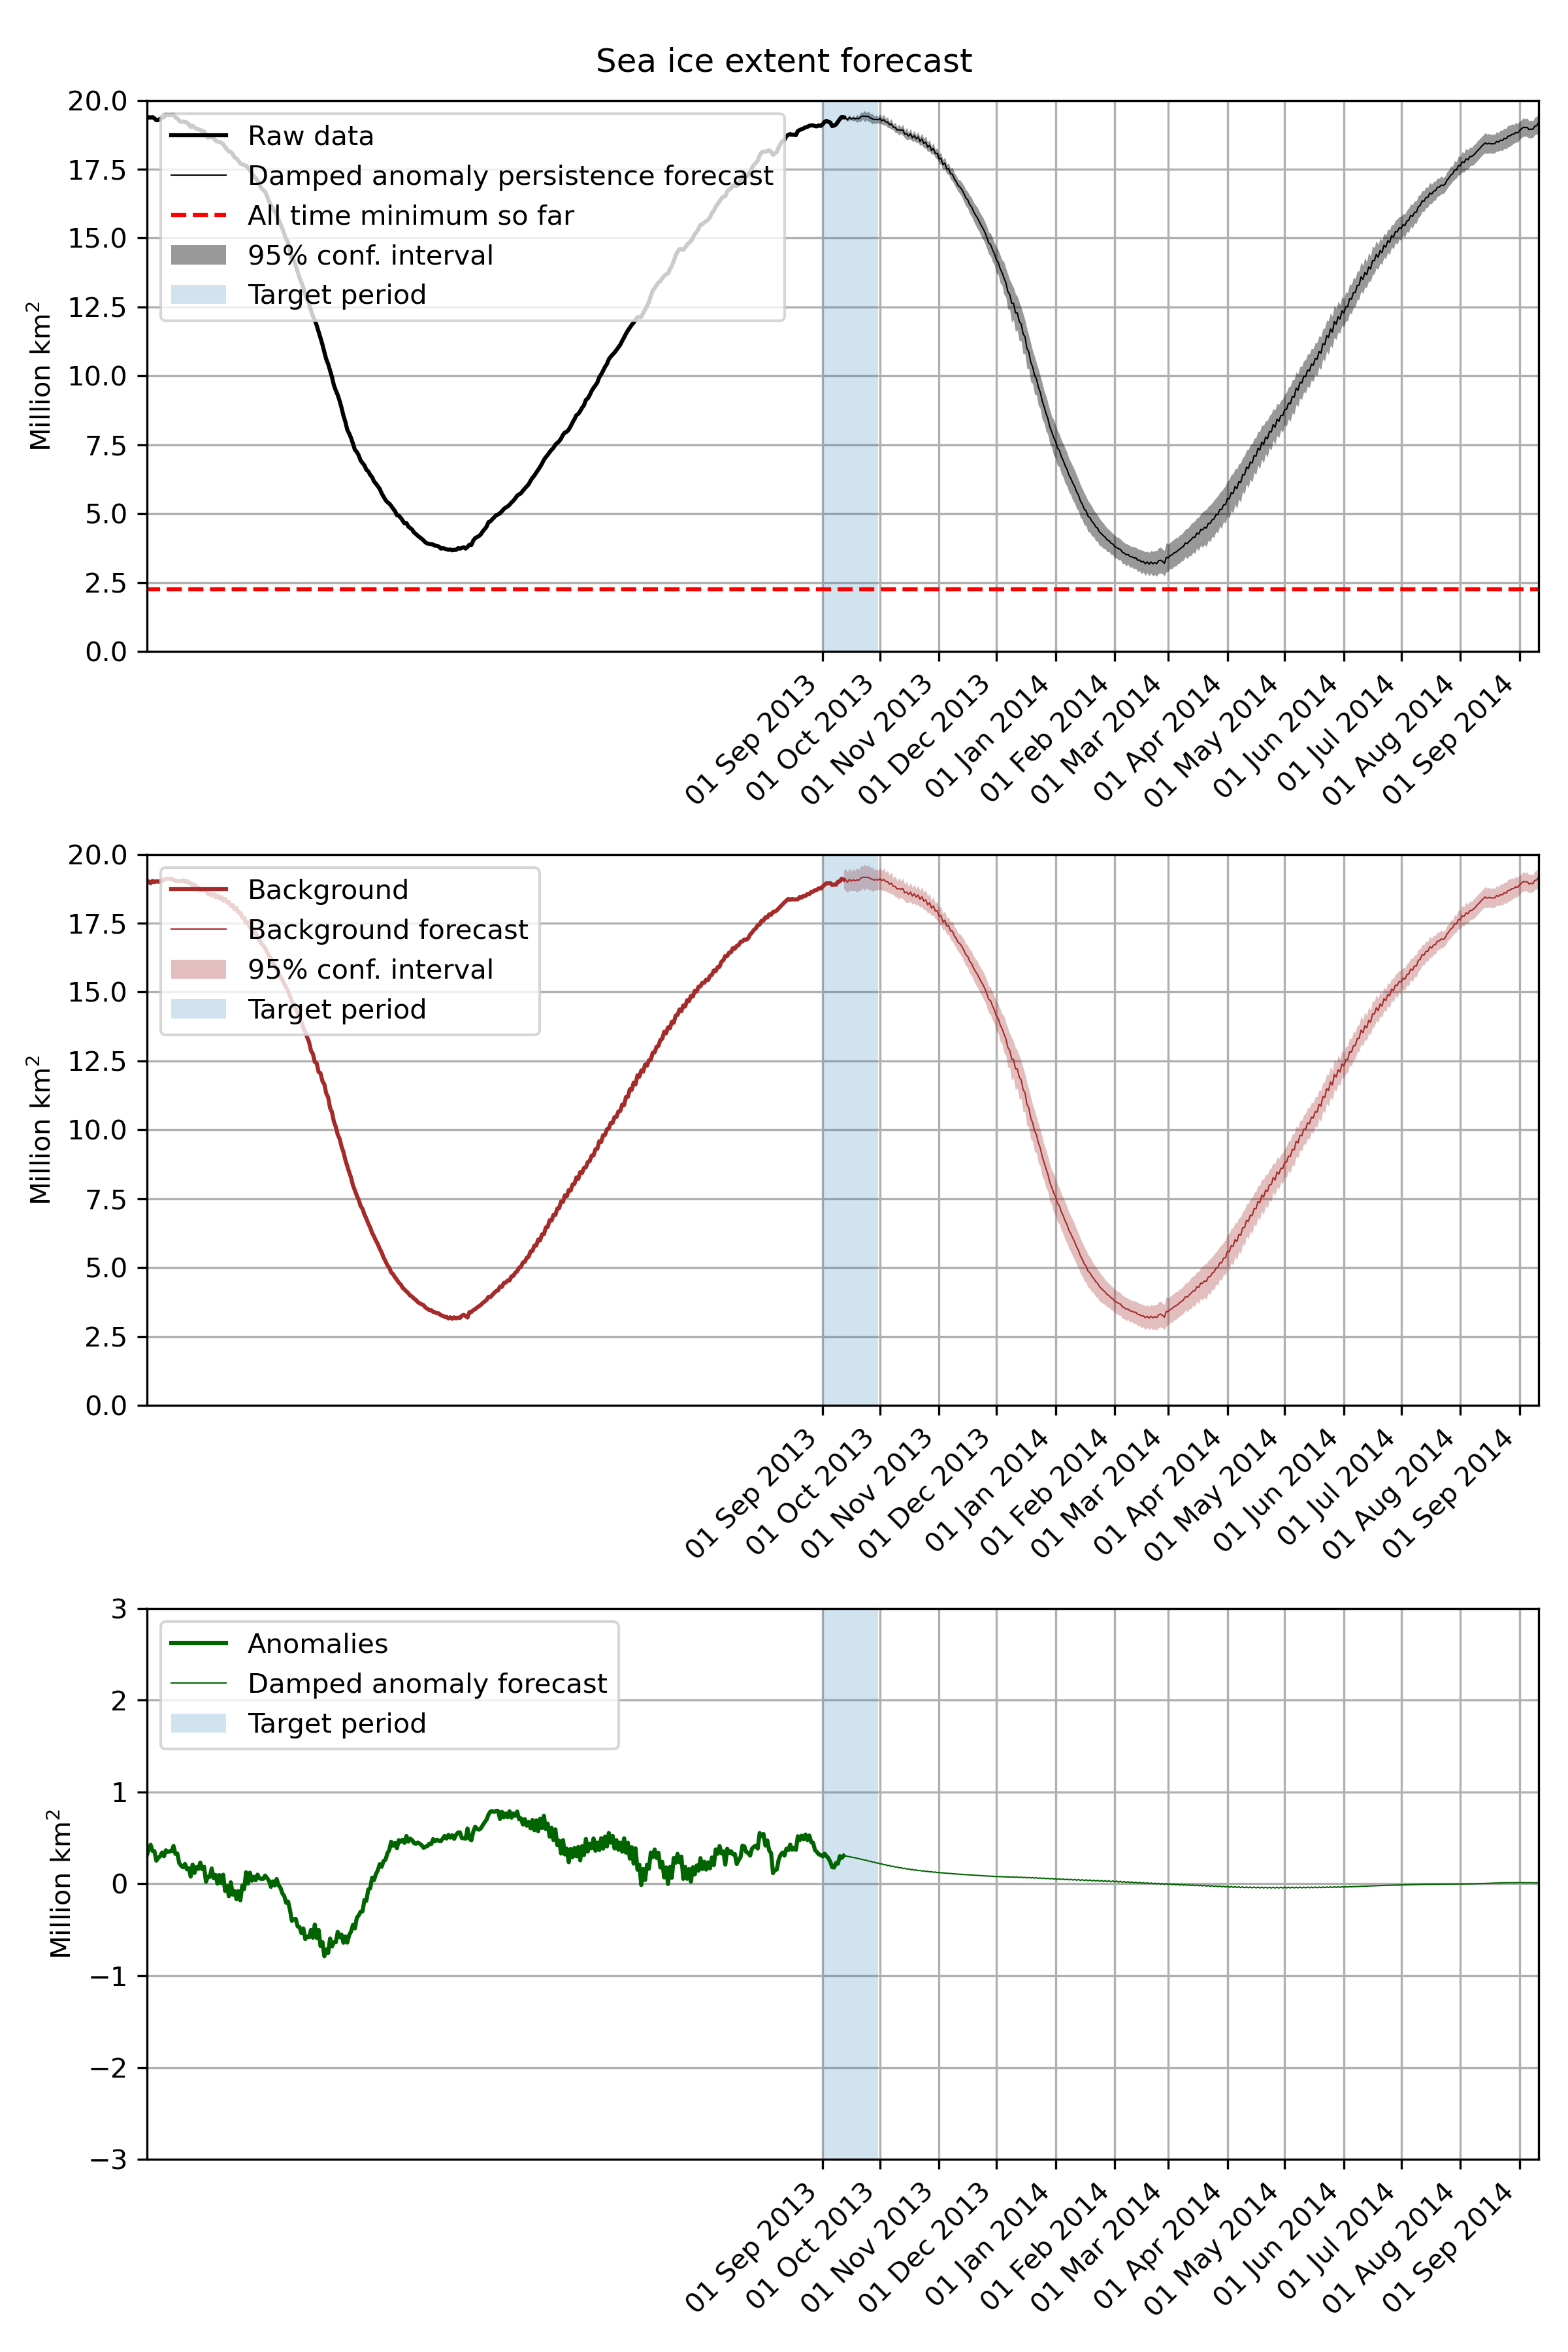 Sea ice extent forecast
20.0
17.5
15.0
12.5
10.0
7.5
5.0
2.5
0.0
Million km²
Raw data
Damped anomaly persistence forecast
All time minimum so far
95% conf. interval
Target period
01 Sep 2013
01 Oct 2013
01 Nov 2013
01 Dec 2013
01 Jan 2014
01 Feb 2014
01 Mar 2014
01 Apr 2014
01 May 2014
01 Jun 2014
01 Jul 2014
01 Aug 2014
01 Sep 2014
20.0
17.5
15.0
12.5
10.0
7.5
5.0
2.5
0.0
Million km²
Background
Background forecast
95% conf. interval
Target period
01 Sep 2013
01 Oct 2013
01 Nov 2013
01 Dec 2013
01 Jan 2014
01 Feb 2014
01 Mar 2014
01 Apr 2014
01 May 2014
01 Jun 2014
01 Jul 2014
01 Aug 2014
01 Sep 2014
3
2
1
0
−1
−2
−3
Million km²
Anomalies
Damped anomaly forecast
Target period
01 Sep 2013
01 Oct 2013
01 Nov 2013
01 Dec 2013
01 Jan 2014
01 Feb 2014
01 Mar 2014
01 Apr 2014
01 May 2014
01 Jun 2014
01 Jul 2014
01 Aug 2014
01 Sep 2014